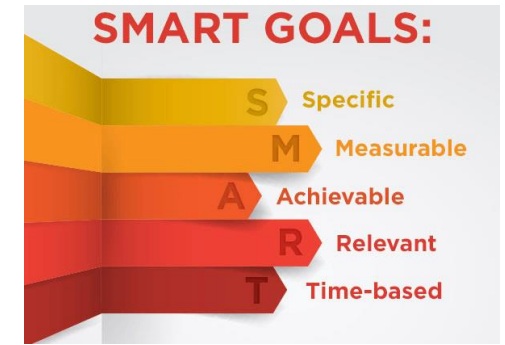 SMART GOALS:
S Specific
M Measurable
A Achievable
R Relevant
T Time-based